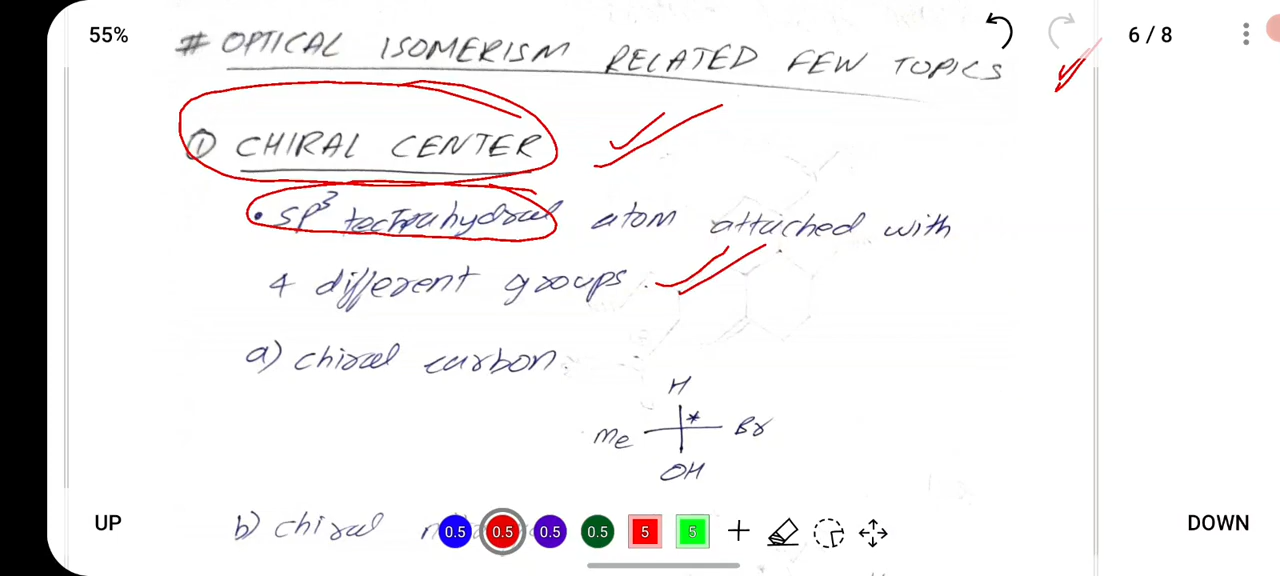 55%
# OPTICAL ISOMERISM RELATED FEW TOPICS
6 / 8
① CHIRAL CENTER
• sp³ tectrahydral atom attached with
4 different groups.
a) chiral carbon.
H
Me * Br
OH
UP
b) chiral
0.5 0.5 0.5 0.5 5 5
DOWN